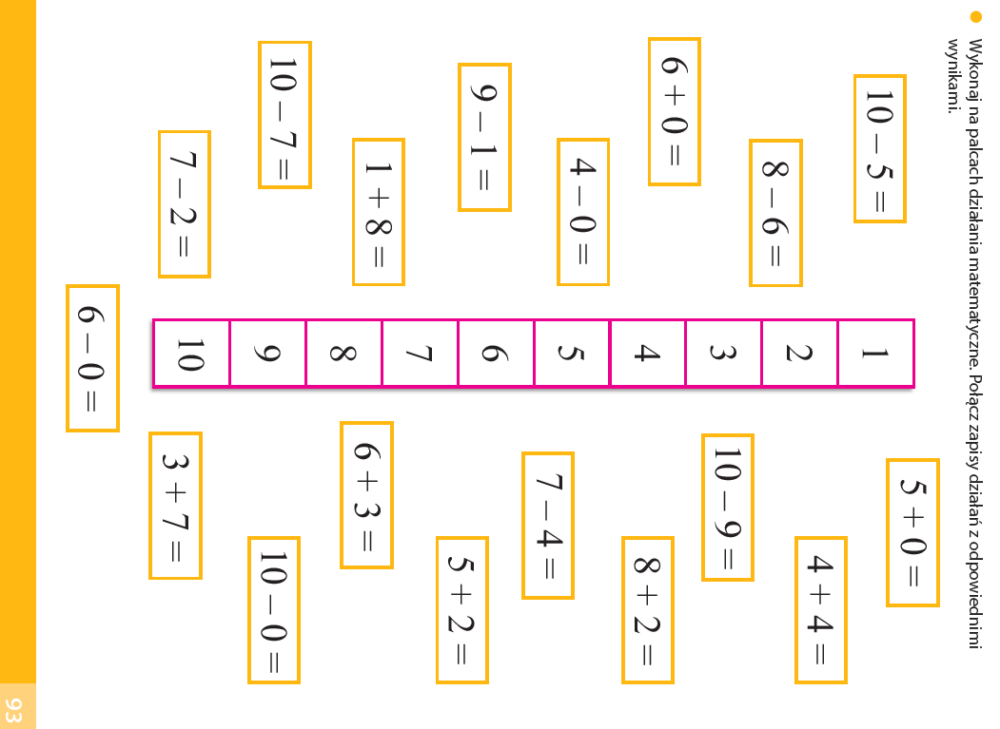 Wykonaj na palcach działania matematyczne. Połącz zapisy działań z odpowiednimi
wynikami.
10 – 5 =
8 – 6 =
6 + 0 =
4 – 0 =
9 – 1 =
1 + 8 =
10 – 7 =
7 – 2 =
6 – 0 =
1
2
3
4
5
6
7
8
9
10
5 + 0 =
4 + 4 =
10 – 9 =
8 + 2 =
7 – 4 =
5 + 2 =
6 + 3 =
10 – 0 =
3 + 7 =
93